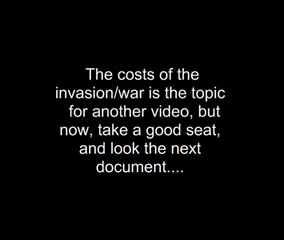 The costs of the
invasion/war is the topic
for another video, but
now, take a good seat,
and look the next
document....